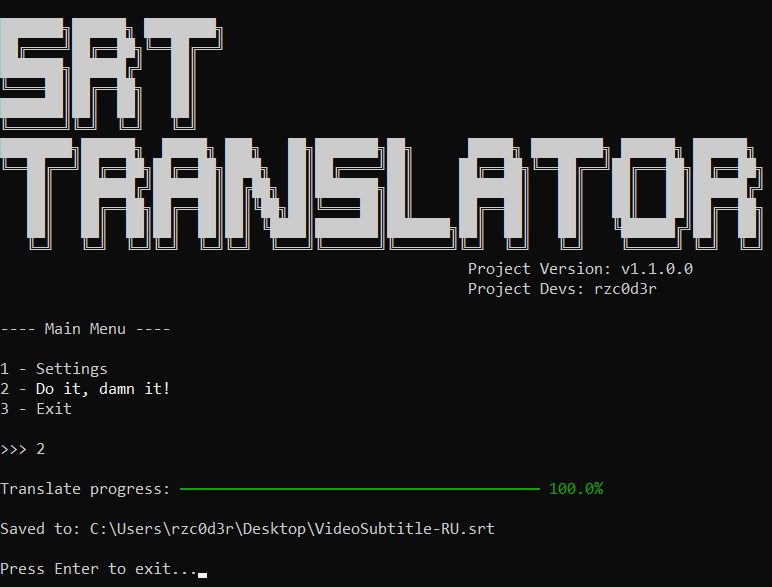 SRT
TRANSLATOR
Project Version: v1.1.0.0
Project Devs: rzc0d3r
---- Main Menu ----
1 - Settings
2 - Do it, damn it!
3 - Exit
>>> 2
Translate progress: 100.0%
Saved to: C:\Users\rzc0d3r\Desktop\VideoSubtitle-RU.srt
Press Enter to exit...